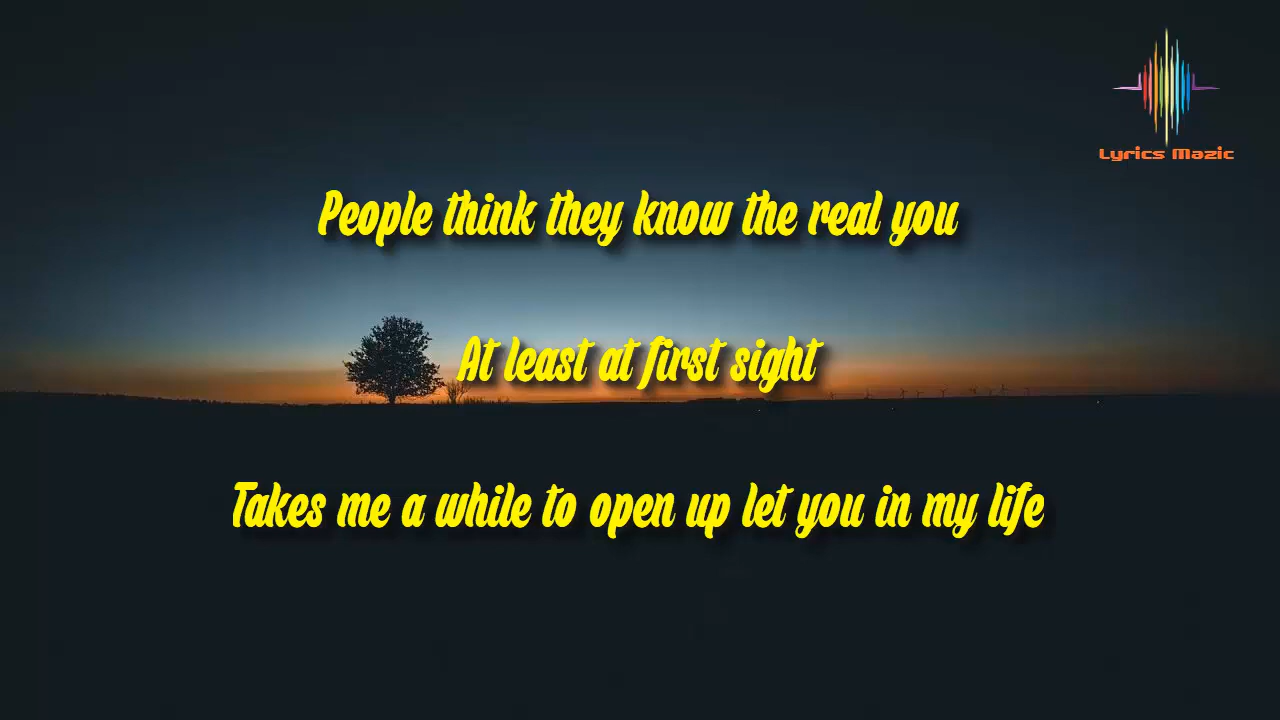 Lyrics Mazic
People think they know the real you
At least at first sight
Takes me a while to open up let you in my life